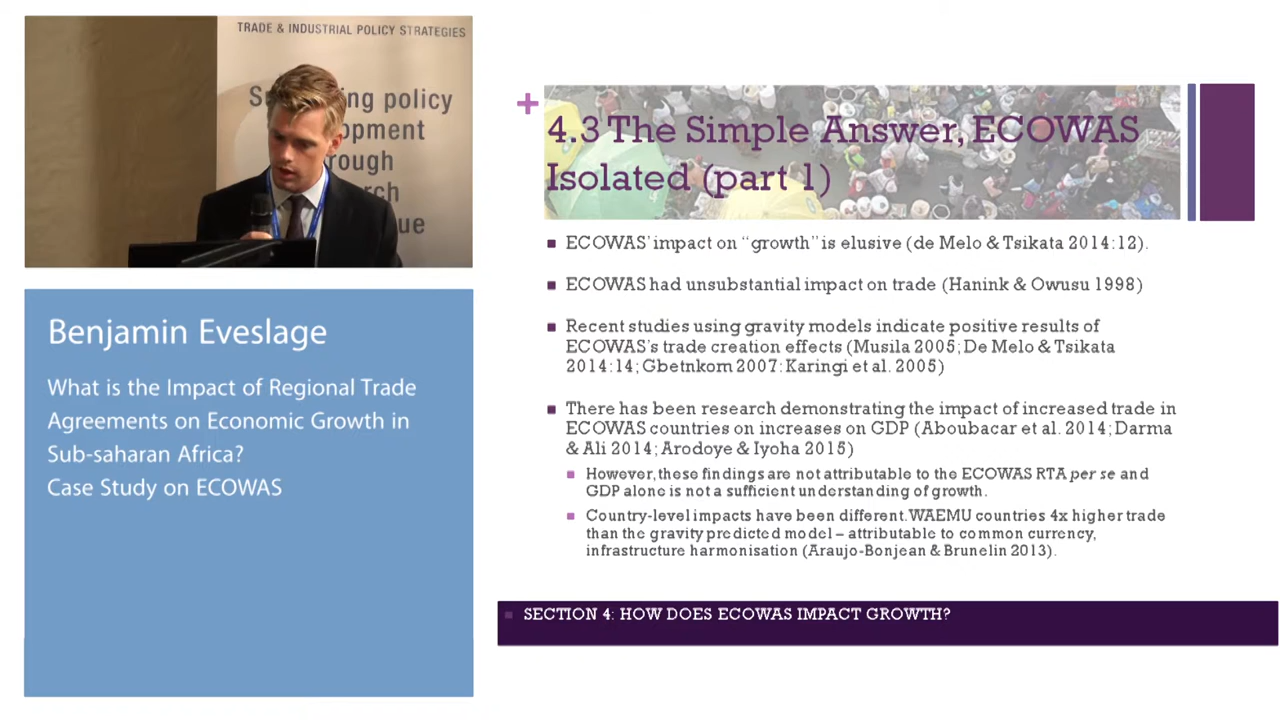 TRADE & INDUSTRIAL POLICY STRATEGIES
ing policy
opment
rough
rch
ue
Benjamin Eveslage
What is the Impact of Regional Trade
Agreements on Economic Growth in
Sub-saharan Africa?
Case Study on ECOWAS
+
4.3 The Simple Answer, ECOWAS
Isolated (part 1)
ECOWAS' impact on "growth" is elusive (de Melo & Tsikata 2014:12).
ECOWAS had unsubstantial impact on trade (Hanink & Owusu 1998)
Recent studies using gravity models indicate positive results of
ECOWAS's trade creation effects (Musila 2005; De Melo & Tsikata
2014:14; Gbetnkom 2007: Karingi et al. 2005)
There has been research demonstrating the impact of increased trade in
ECOWAS countries on increases on GDP (Aboubacar et al. 2014; Darma
& Ali 2014; Arodoye & Iyoha 2015)
However, these findings are not attributable to the ECOWAS RTA per se and
GDP alone is not a sufficient understanding of growth.
Country-level impacts have been different. WAEMU countries 4x higher trade
than the gravity predicted model – attributable to common currency,
infrastructure harmonisation (Araujo-Bonjean & Brunelin 2013).
SECTION 4: HOW DOES ECOWAS IMPACT GROWTH?